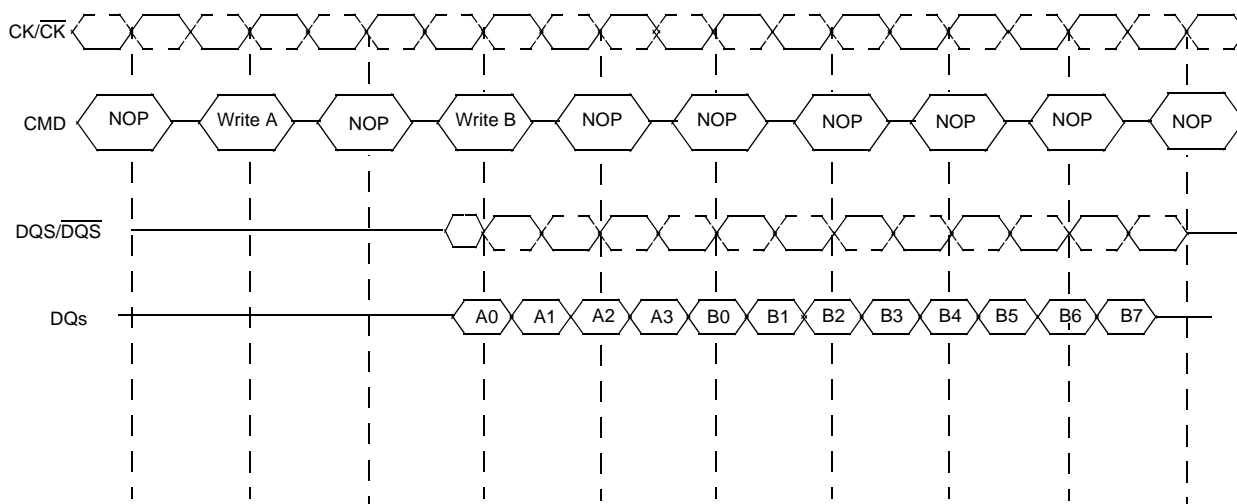 CK/CK
CMD NOP Write A NOP Write B NOP NOP NOP NOP NOP NOP
DQS/DQS
DQs A0 A1 A2 A3 B0 B1 B2 B3 B4 B5 B6 B7